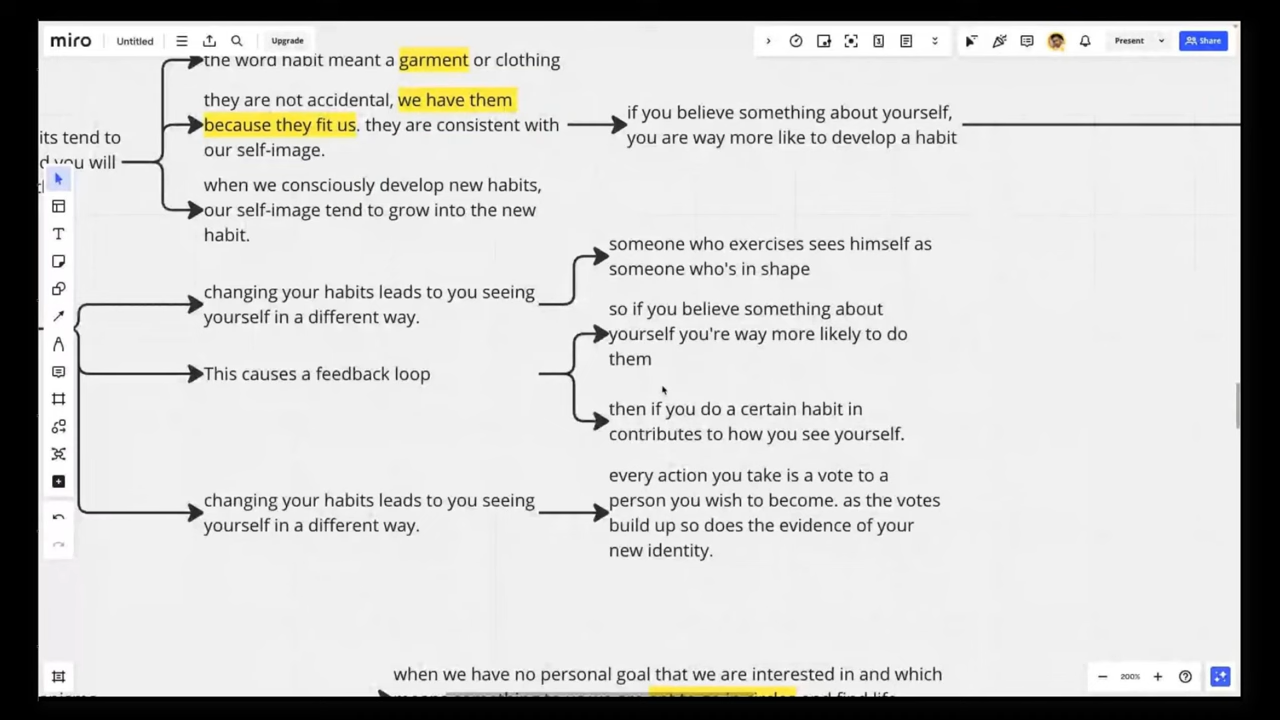 miro Untitled Upgrade Present Share
the word habit meant a garment or clothing
they are not accidental, we have them
because they fit us. they are consistent with
our self-image.
if you believe something about yourself,
you are way more like to develop a habit
its tend to
d you will
when we consciously develop new habits,
our self-image tend to grow into the new
habit.
someone who exercises sees himself as
someone who's in shape
changing your habits leads to you seeing
yourself in a different way.
so if you believe something about
yourself you're way more likely to do
them
This causes a feedback loop
then if you do a certain habit in
contributes to how you see yourself.
changing your habits leads to you seeing
yourself in a different way.
every action you take is a vote to a
person you wish to become. as the votes
build up so does the evidence of your
new identity.
when we have no personal goal that we are interested in and which
and find life
200%